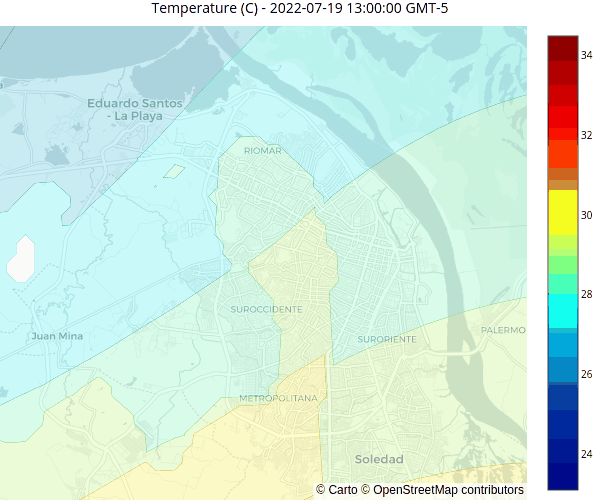 Temperature (C) - 2022-07-19 13:00:00 GMT-5
Eduardo Santos
- La Playa
RIOMAR
SUROCCIDENTE
Juan Mina
SURORIENTE
PALERMO
METROPOLITANA
Soledad
© Carto © OpenStreetMap contributors
34
32
30
28
26
24